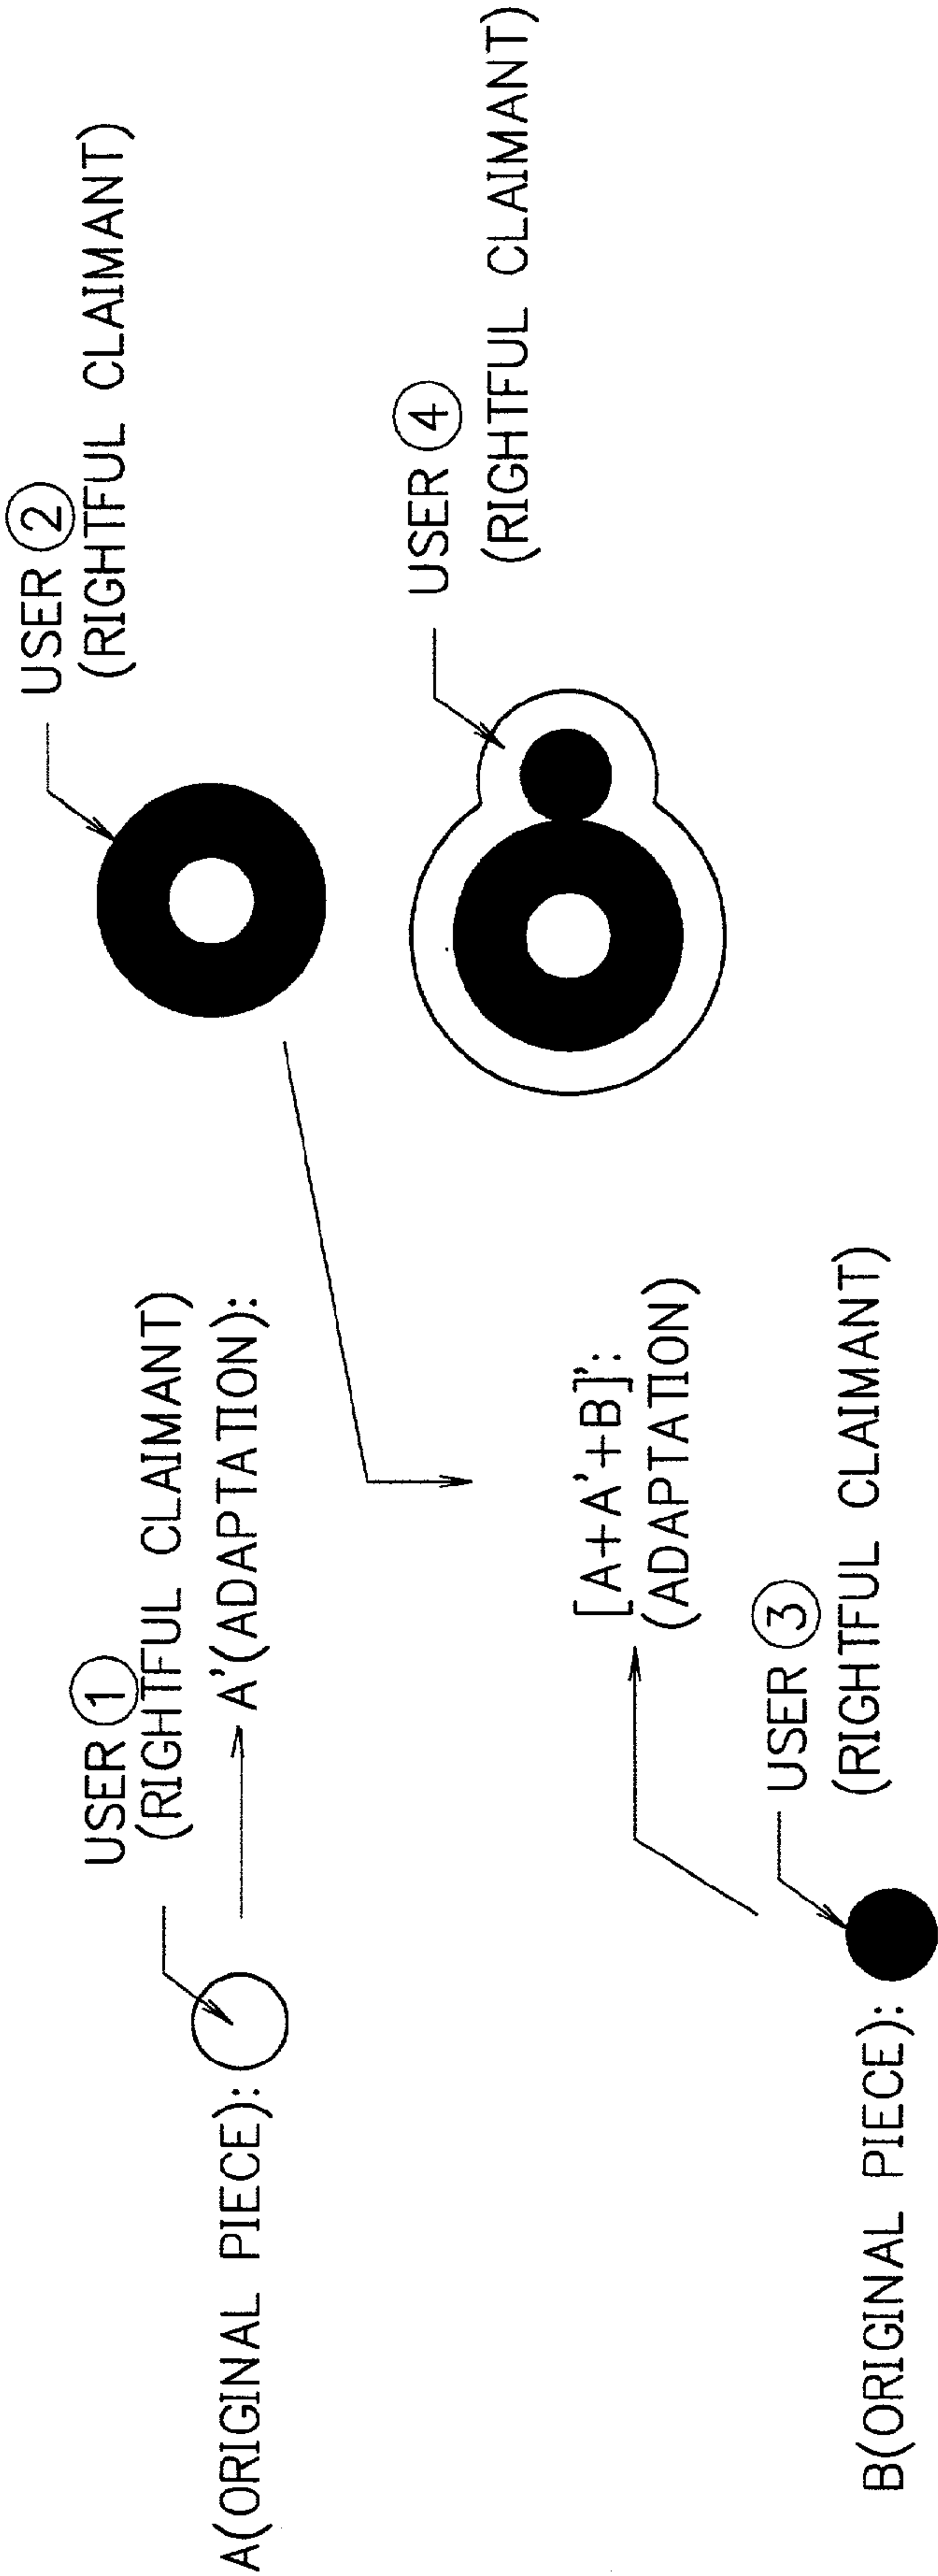 USER ①
(RIGHTFUL CLAIMANT)
A(ORIGINAL PIECE):
A'(ADAPTATION):
USER ②
(RIGHTFUL CLAIMANT)
[A+A'+B]':
(ADAPTATION)
USER ④
(RIGHTFUL CLAIMANT)
USER ③
(RIGHTFUL CLAIMANT)
B(ORIGINAL PIECE):